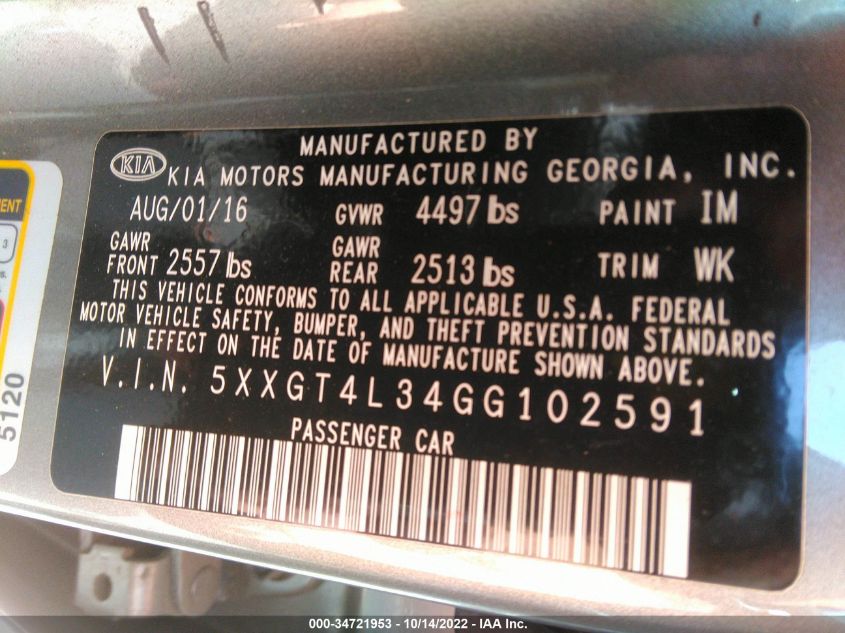 MANUFACTURED BY
KIA KIA MOTORS MANUFACTURING GEORGIA, INC.
AUG/01/16 GVWR 4497 lbs PAINT IM
GAWR FRONT 2557 lbs GAWR REAR 2513 lbs TRIM WK
THIS VEHICLE CONFORMS TO ALL APPLICABLE U.S.A. FEDERAL
MOTOR VEHICLE SAFETY, BUMPER, AND THEFT PREVENTION STANDARDS
IN EFFECT ON THE DATE OF MANUFACTURE SHOWN ABOVE.
V.I.N. 5XXGT4L34GG102591
PASSENGER CAR
3
5120
000-34721953 - 10/14/2022 - IAA Inc.